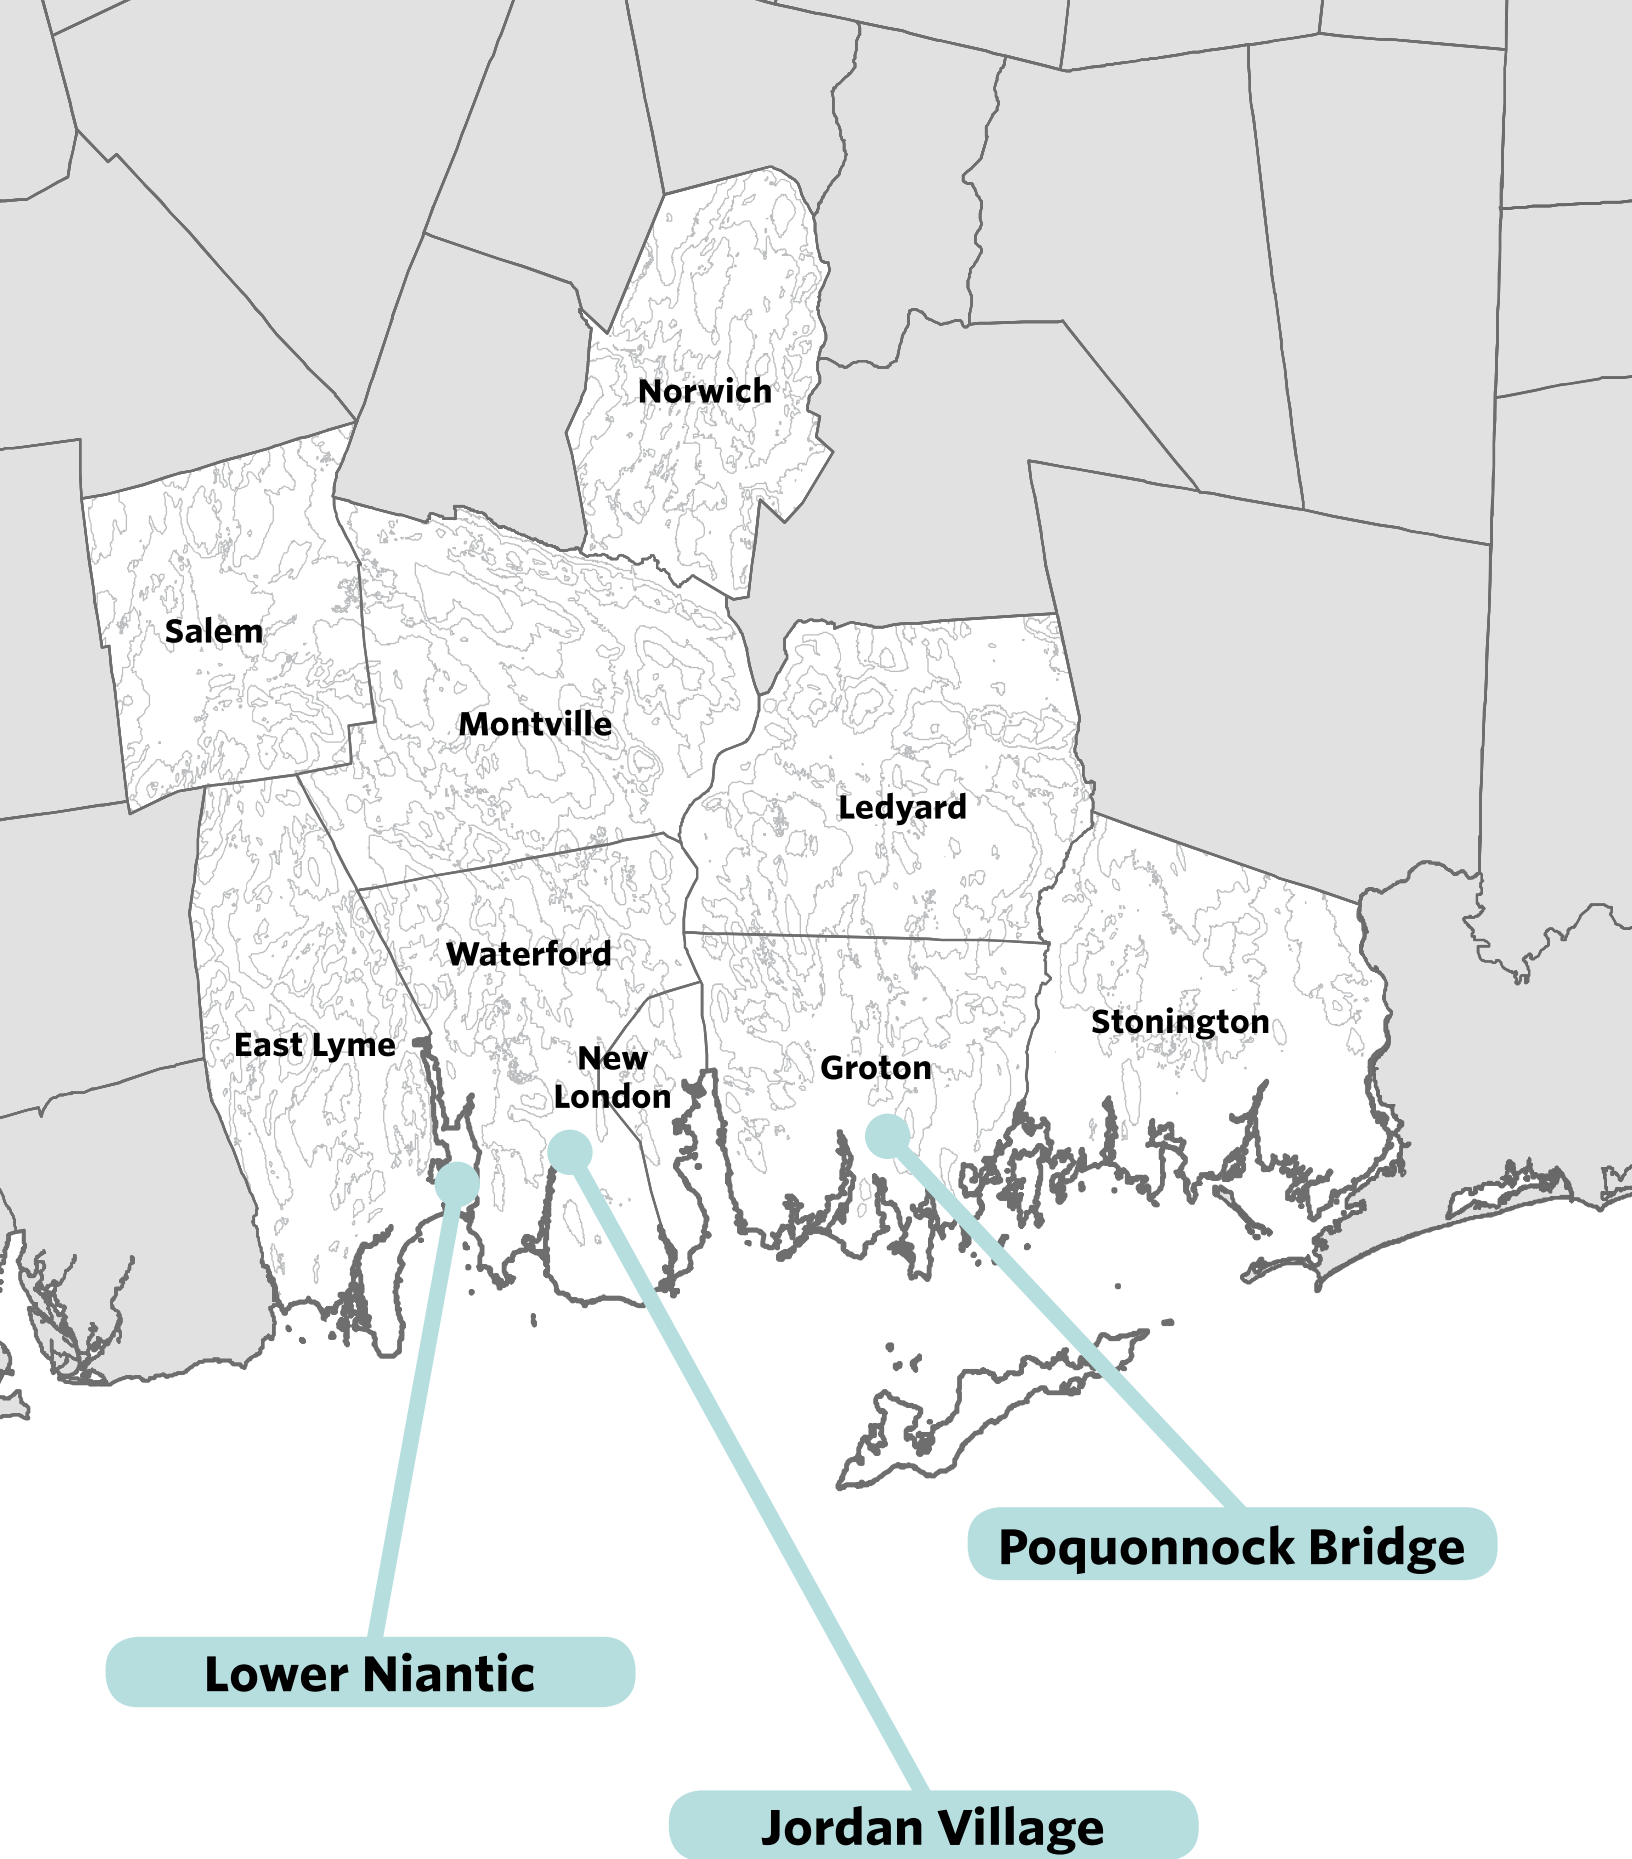 Norwich
Salem
Montville
Ledyard
Waterford
Stonington
East Lyme
New
London
Groton
Poquonnock Bridge
Lower Niantic
Jordan Village